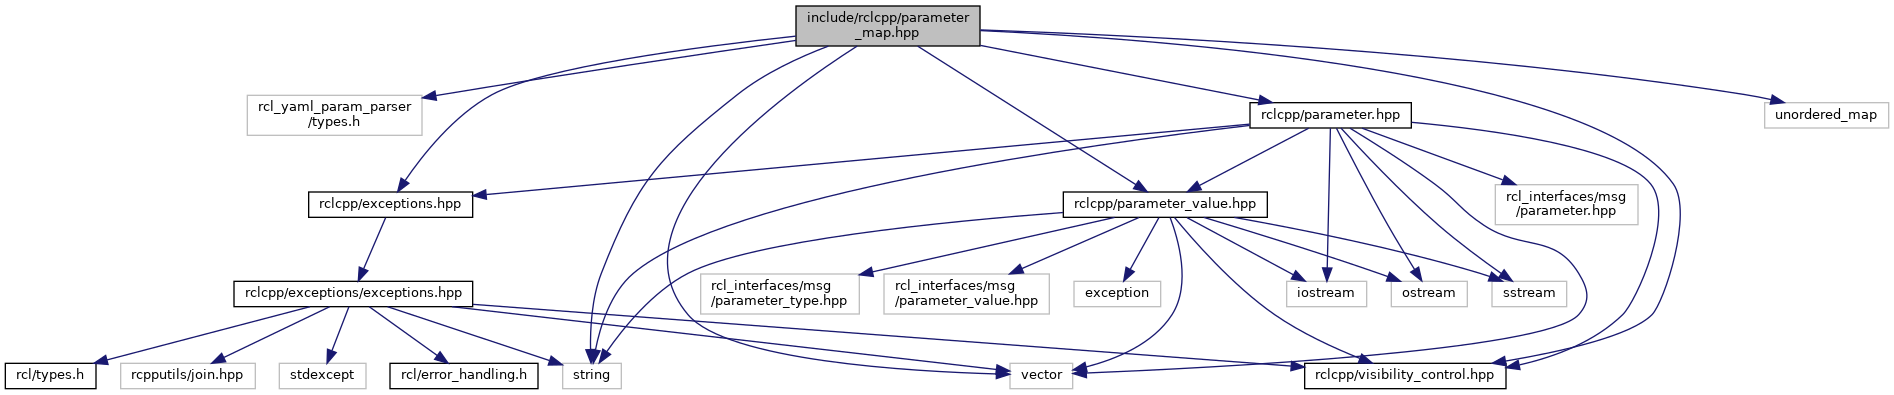 include/rclcpp/parameter
_map.hpp
rcl_yaml_param_parser
/types.h
rclcpp/parameter.hpp
unordered_map
rclcpp/exceptions.hpp
rclcpp/parameter_value.hpp
rcl_interfaces/msg
/parameter.hpp
rclcpp/exceptions/exceptions.hpp
rcl_interfaces/msg
/parameter_type.hpp
rcl_interfaces/msg
/parameter_value.hpp
exception
iostream
ostream
sstream
rcl/types.h
rcpputils/join.hpp
stdexcept
rcl/error_handling.h
string
vector
rclcpp/visibility_control.hpp